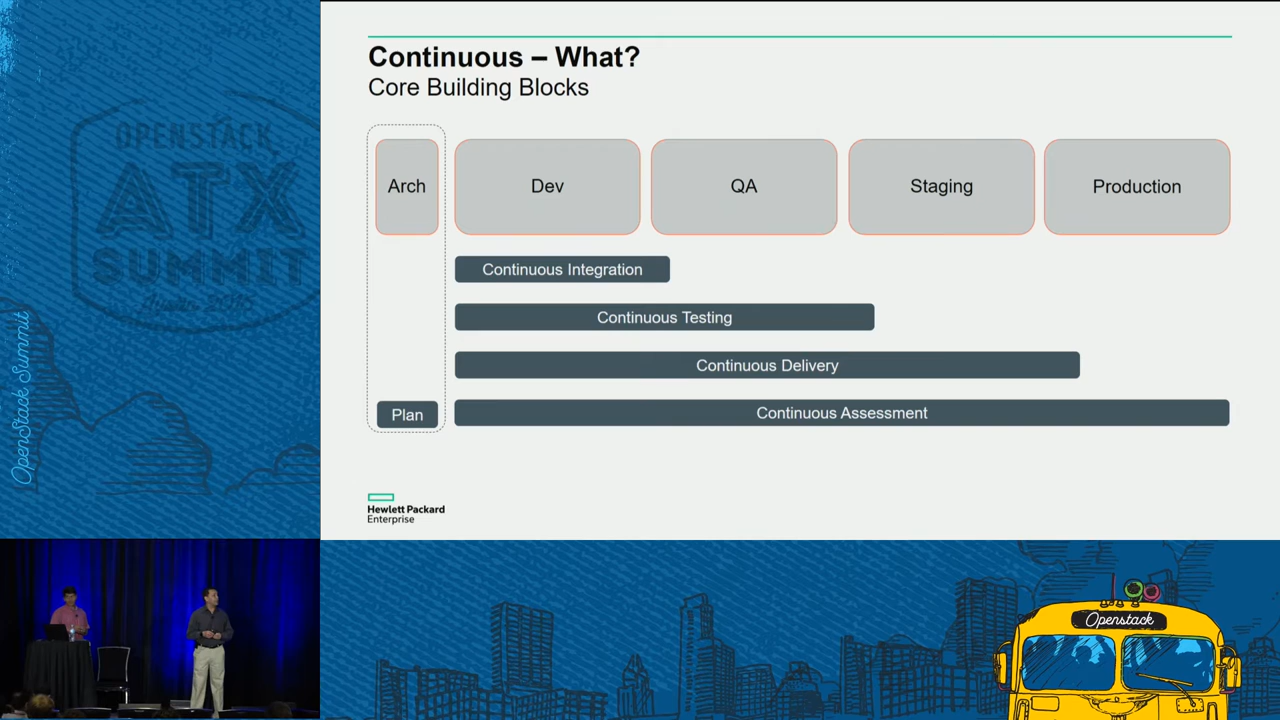 Continuous – What?
Core Building Blocks
Arch
Dev
QA
Staging
Production
Continuous Integration
Continuous Testing
Continuous Delivery
Plan
Continuous Assessment
Hewlett Packard
Enterprise
OPENSTACK
ATX
SUMMIT
OpenStack Summit
Openstack